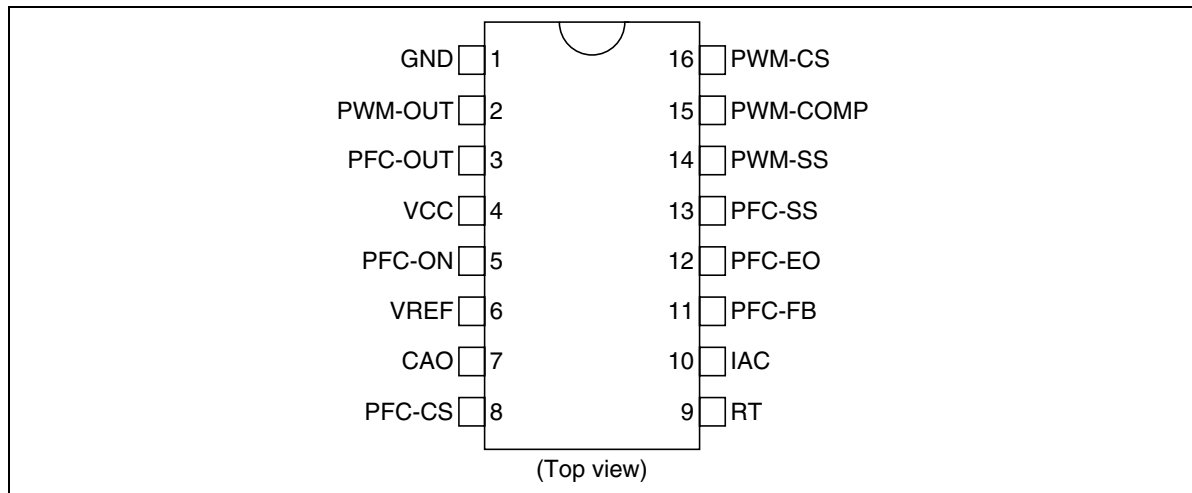 GND 1 16 PWM-CS
PWM-OUT 2 15 PWM-COMP
PFC-OUT 3 14 PWM-SS
VCC 4 13 PFC-SS
PFC-ON 5 12 PFC-EO
VREF 6 11 PFC-FB
CAO 7 10 IAC
PFC-CS 8 9 RT
(Top view)